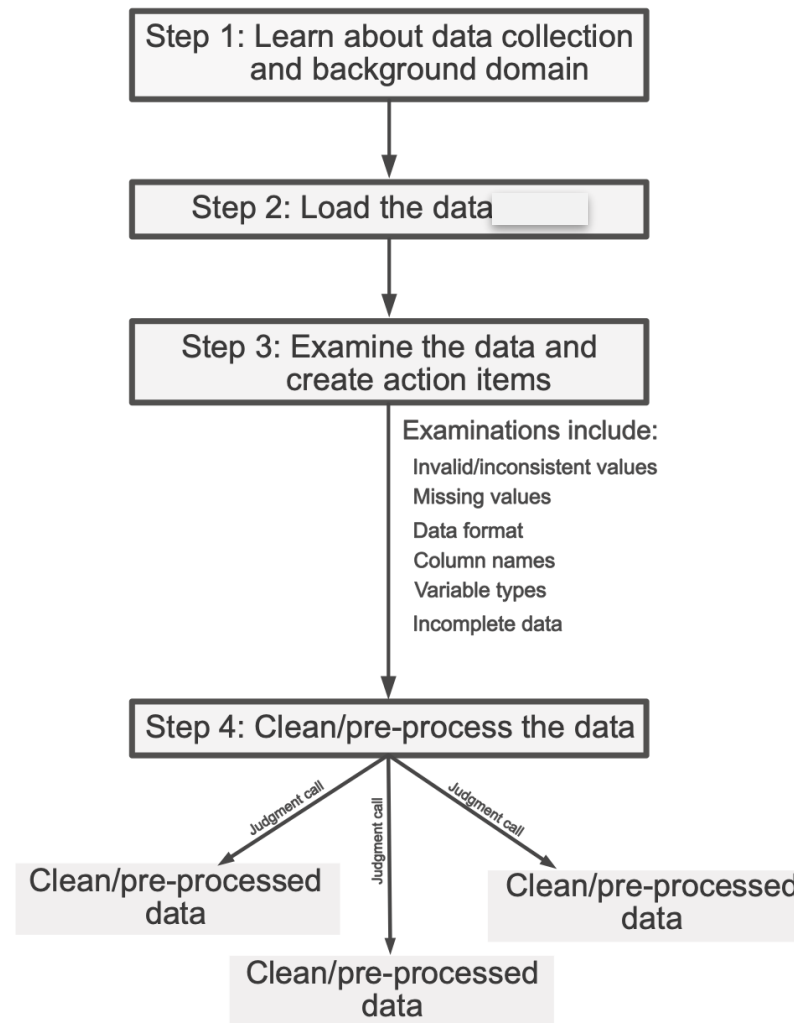 Step 1: Learn about data collection
and background domain
Step 2: Load the data
Step 3: Examine the data and
create action items
Examinations include:
Invalid/inconsistent values
Missing values
Data format
Column names
Variable types
Incomplete data
Step 4: Clean/pre-process the data
Judgment call
Judgment call
Judgment call
Clean/pre-processed
data
Clean/pre-processed
data
Clean/pre-processed
data